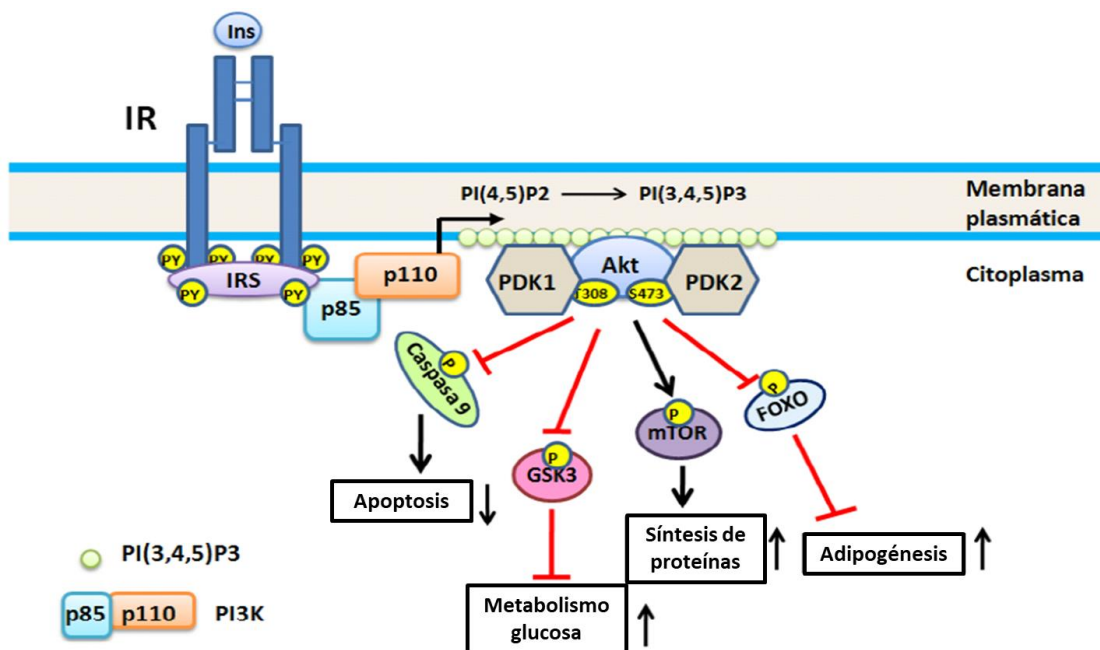 Ins
IR
PI(4,5)P2
PI(3,4,5)P3
Membrana
plasmática
Citoplasma
PY
PY
PY
PY
PY
PY
IRS
p85
p110
PDK1
Akt
T308
S473
PDK2
P
Caspasa 9
P
GSK3
P
mTOR
P
FOXO
Apoptosis
Síntesis de
proteínas
Adipogénesis
Metabolismo
glucosa
PI(3,4,5)P3
p85
p110
PI3K